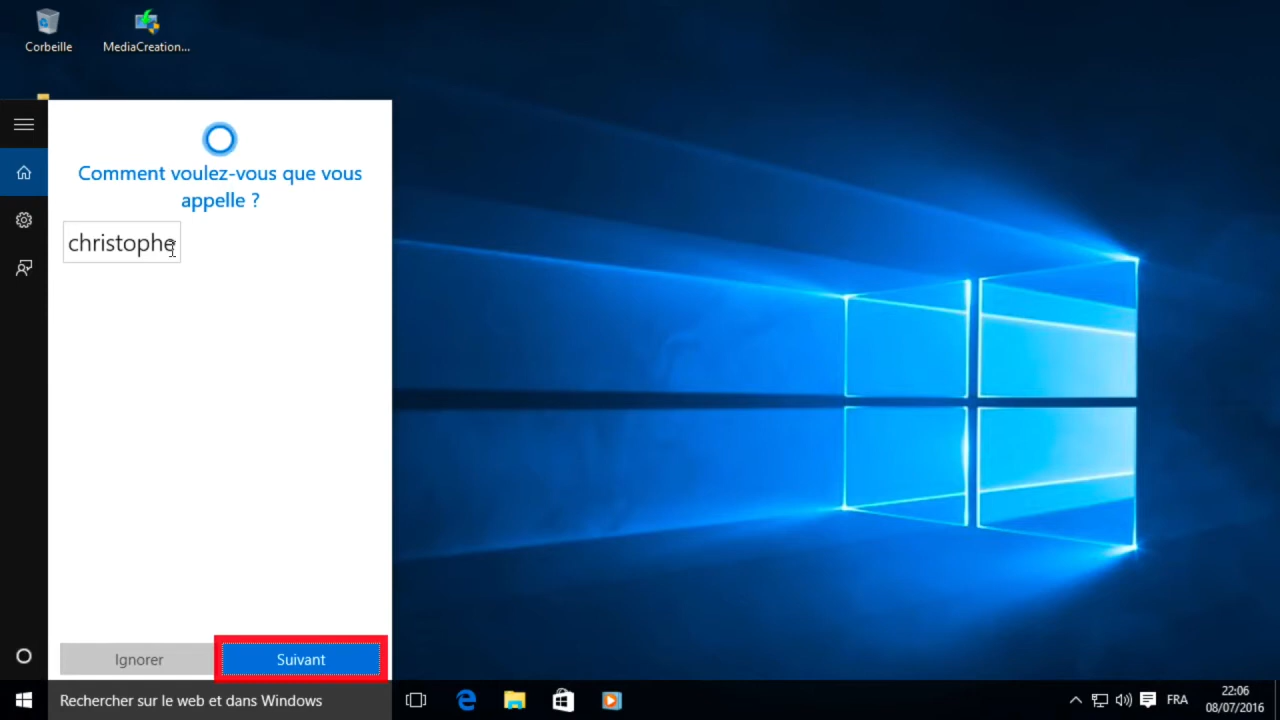 Corbeille
MediaCreation...
Comment voulez-vous que vous
appelle ?
christophe
Ignorer
Suivant
Rechercher sur le web et dans Windows
FRA
22:06
08/07/2016